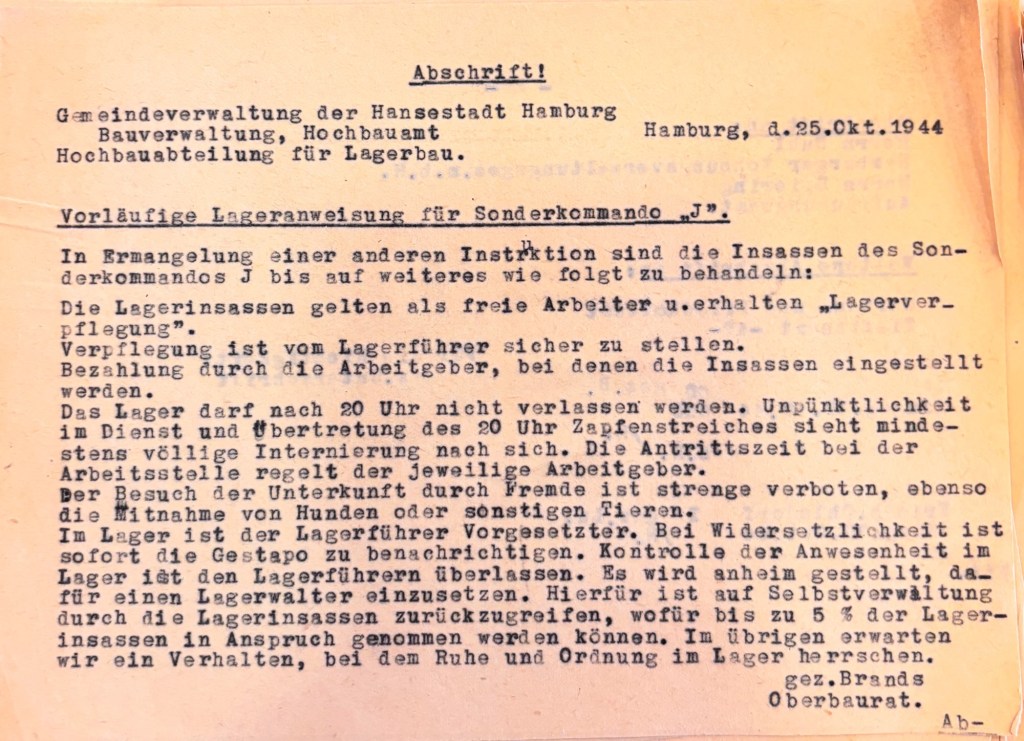 Abschrift!
Gemeindeverwaltung der Hansestadt Hamburg
Bauverwaltung, Hochbauamt
Hamburg, d.25.Okt.1944
Hochbauabteilung für Lagerbau.
Vorläufige Lageranweisung für Sonderkommando „J”.
In Ermangelung einer anderen Instruktion sind die Insassen des Son-
derkommandos J bis auf weiteres wie folgt zu behandeln:
Die Lagerinsassen gelten als freie Arbeiter u.erhalten „Lagerver-
pflegung”.
Verpflegung ist vom Lagerführer sicher zu stellen.
Bezahlung durch die Arbeitgeber, bei denen die Insassen eingestellt
werden.
Das Lager darf nach 20 Uhr nicht verlassen werden. Unpünktlichkeit
im Dienst und Übertretung des 20 Uhr Zapfenstreiches sieht minde-
stens völlige Internierung nach sich. Die Antrittszeit bei der
Arbeitsstelle regelt der jeweilige Arbeitgeber.
Der Besuch der Unterkunft durch Fremde ist strenge verboten, ebenso
die Mitnahme von Hunden oder sonstigen Tieren.
Im Lager ist der Lagerführer Vorgesetzter. Bei Widersetzlichkeit ist
sofort die Gestapo zu benachrichtigen. Kontrolle der Anwesenheit im
Lager ist den Lagerführern überlassen. Es wird anheim gestellt, da-
für einen Lagerwalter einzusetzen. Hierfür ist auf Selbstverwaltung
durch die Lagerinsassen zurückzugreifen, wofür bis zu 5 % der Lager-
insassen in Anspruch genommen werden können. Im übrigen erwarten
wir ein Verhalten, bei dem Ruhe und Ordnung im Lager herrschen.
gez.Brands
Oberbaurat.
Ab-